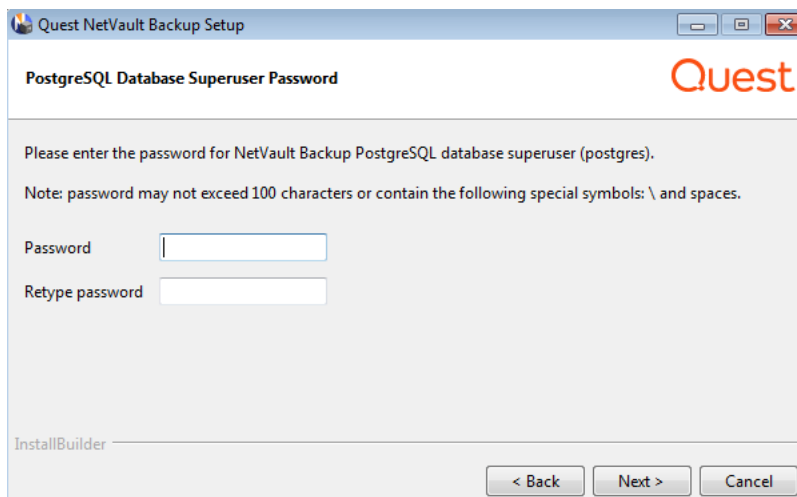 Quest NetVault Backup Setup
PostgreSQL Database Superuser Password
Quest
Please enter the password for NetVault Backup PostgreSQL database superuser (postgres).
Note: password may not exceed 100 characters or contain the following special symbols: \ and spaces.
Password
Retype password
InstallBuilder
< Back Next > Cancel